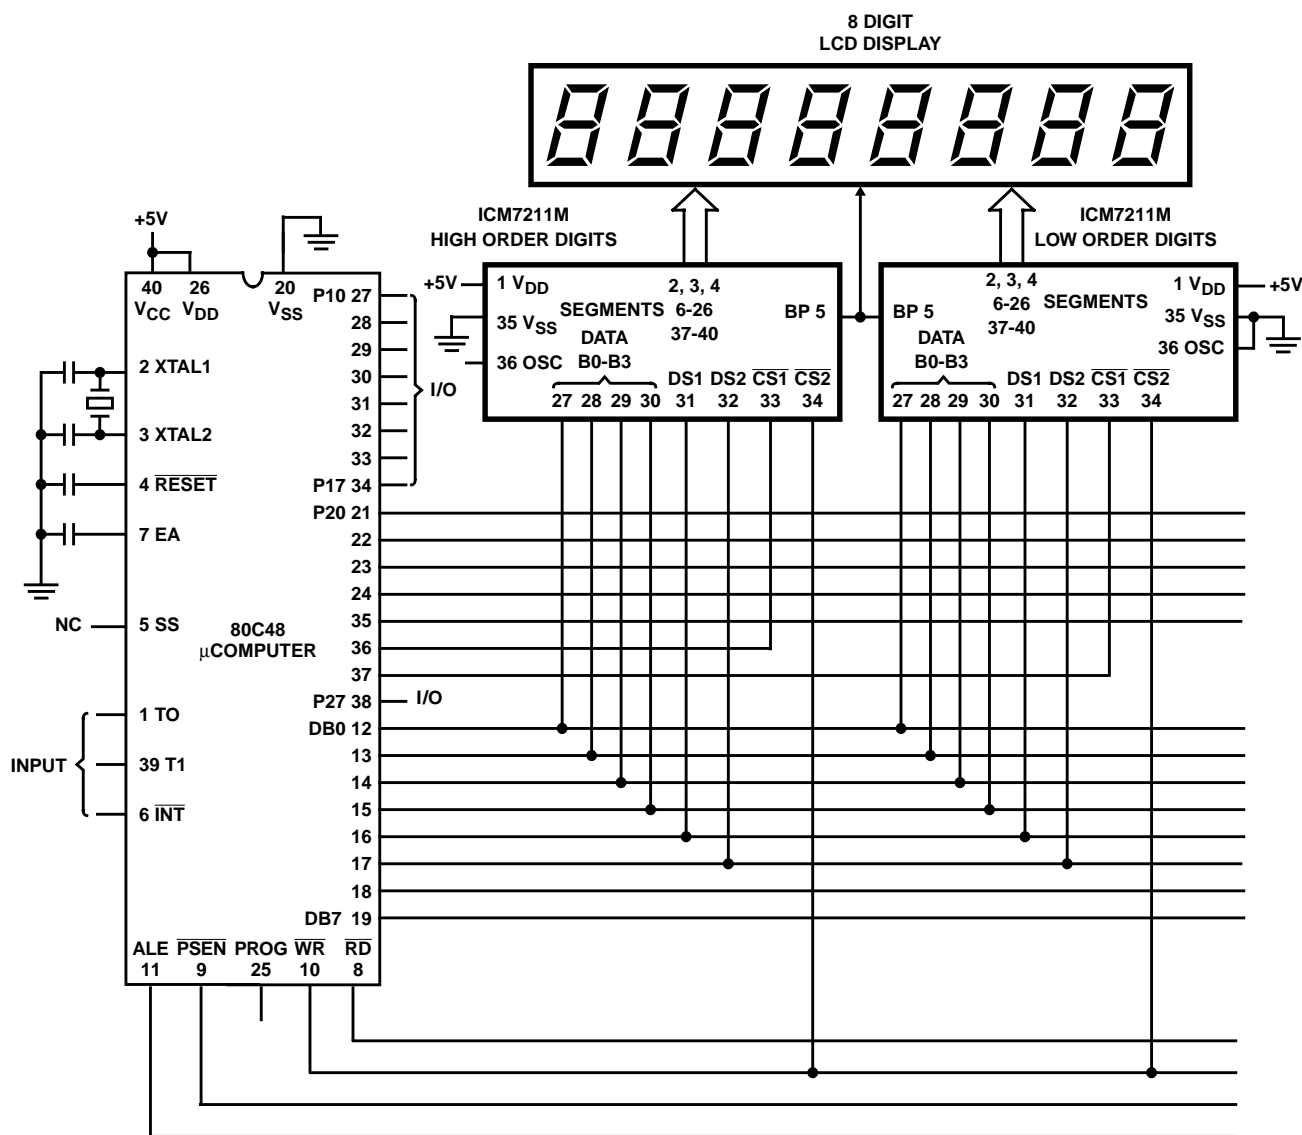 8 DIGIT
LCD DISPLAY
ICM7211M
HIGH ORDER DIGITS
ICM7211M
LOW ORDER DIGITS
+5V
+5V
1 VDD
2, 3, 4
6-26
37-40
SEGMENTS
35 VSS
BP 5
DATA
B0-B3
36 OSC
DS1 DS2 CS1 CS2
27 28 29 30 31 32 33 34
BP 5
2, 3, 4
6-26
37-40
SEGMENTS
1 VDD
+5V
35 VSS
36 OSC
DATA
B0-B3
DS1 DS2 CS1 CS2
27 28 29 30 31 32 33 34
40
VCC
26
VDD
20
VSS
P10 27
28
29
30
31
32
33
P17 34
I/O
2 XTAL1
3 XTAL2
4 RESET
7 EA
NC
5 SS
80C48
μCOMPUTER
P20 21
22
23
24
35
36
37
P27 38
I/O
DB0 12
13
14
15
16
17
18
DB7 19
INPUT
1 TO
39 T1
6 INT
ALE PSEN PROG WR RD
11 9 25 10 8